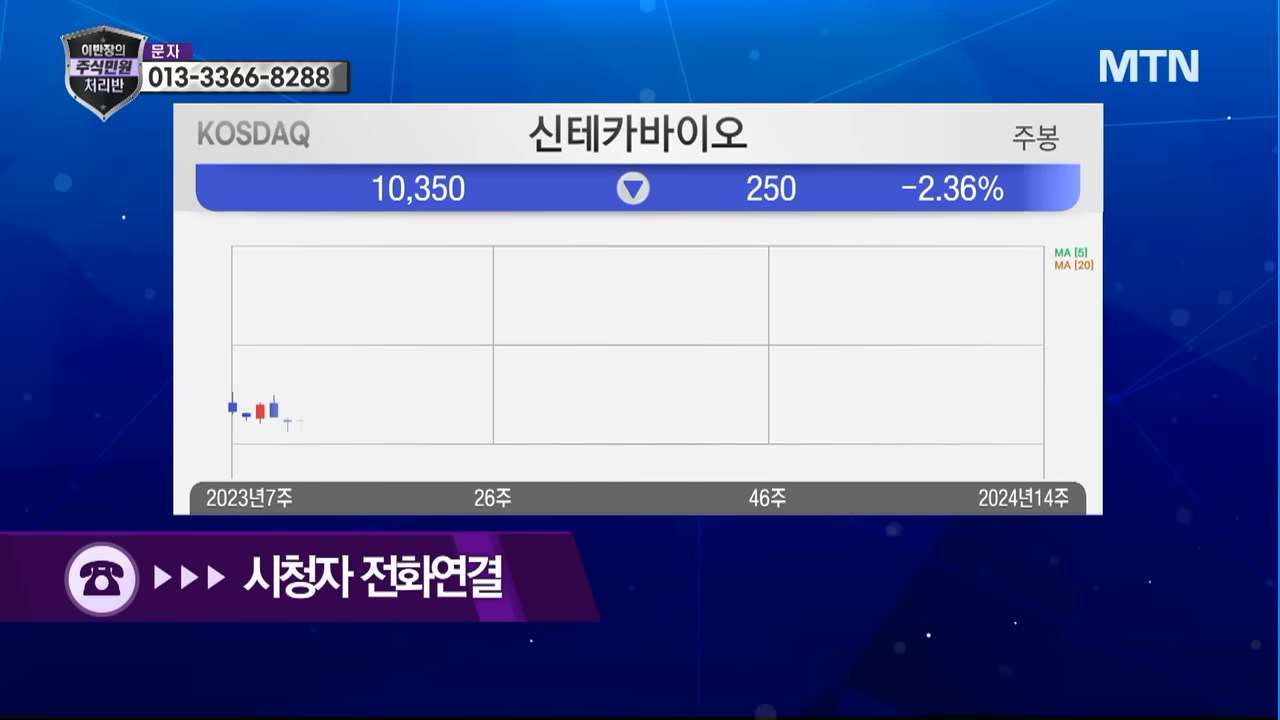 이반장의
주식민원
처리반
문자
013-3366-8288
MTN
KOSDAQ
신테카바이오
주봉
10,350 ▼ 250 -2.36%
MA [5]
MA [20]
2023년7주 26주 46주 2024년14주
▶▶▶ 시청자 전화연결